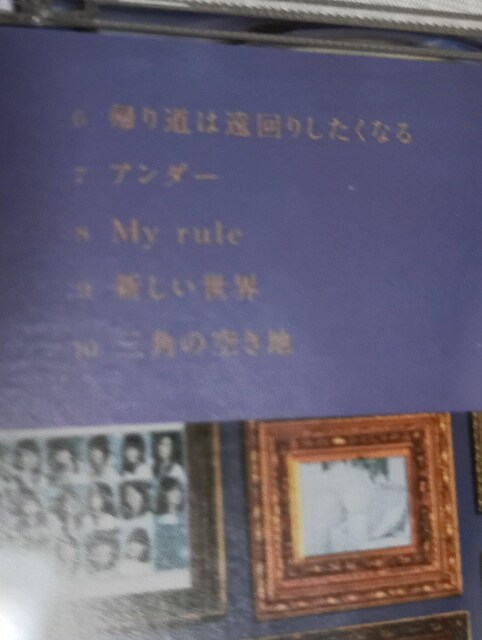 6 帰り道は遠回りしたくなる
7 アンダー
8 My rule
9 新しい世界
10 三角の空き地